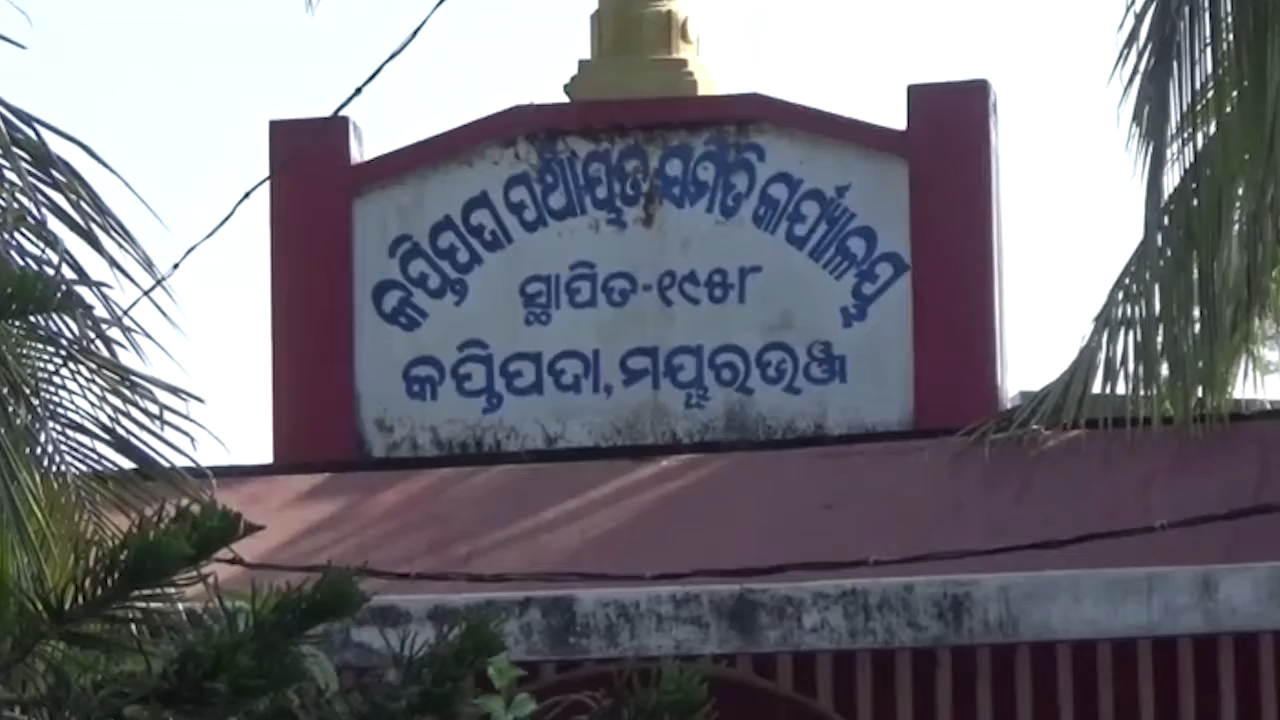 କପ୍ତିପଦା ପଞ୍ଚାୟତ ସମିତି କାର୍ଯ୍ୟାଳୟ
ସ୍ଥାପିତ-୧୯୫୮
କପ୍ତିପଦା, ମୟୂରଭଞ୍ଜ